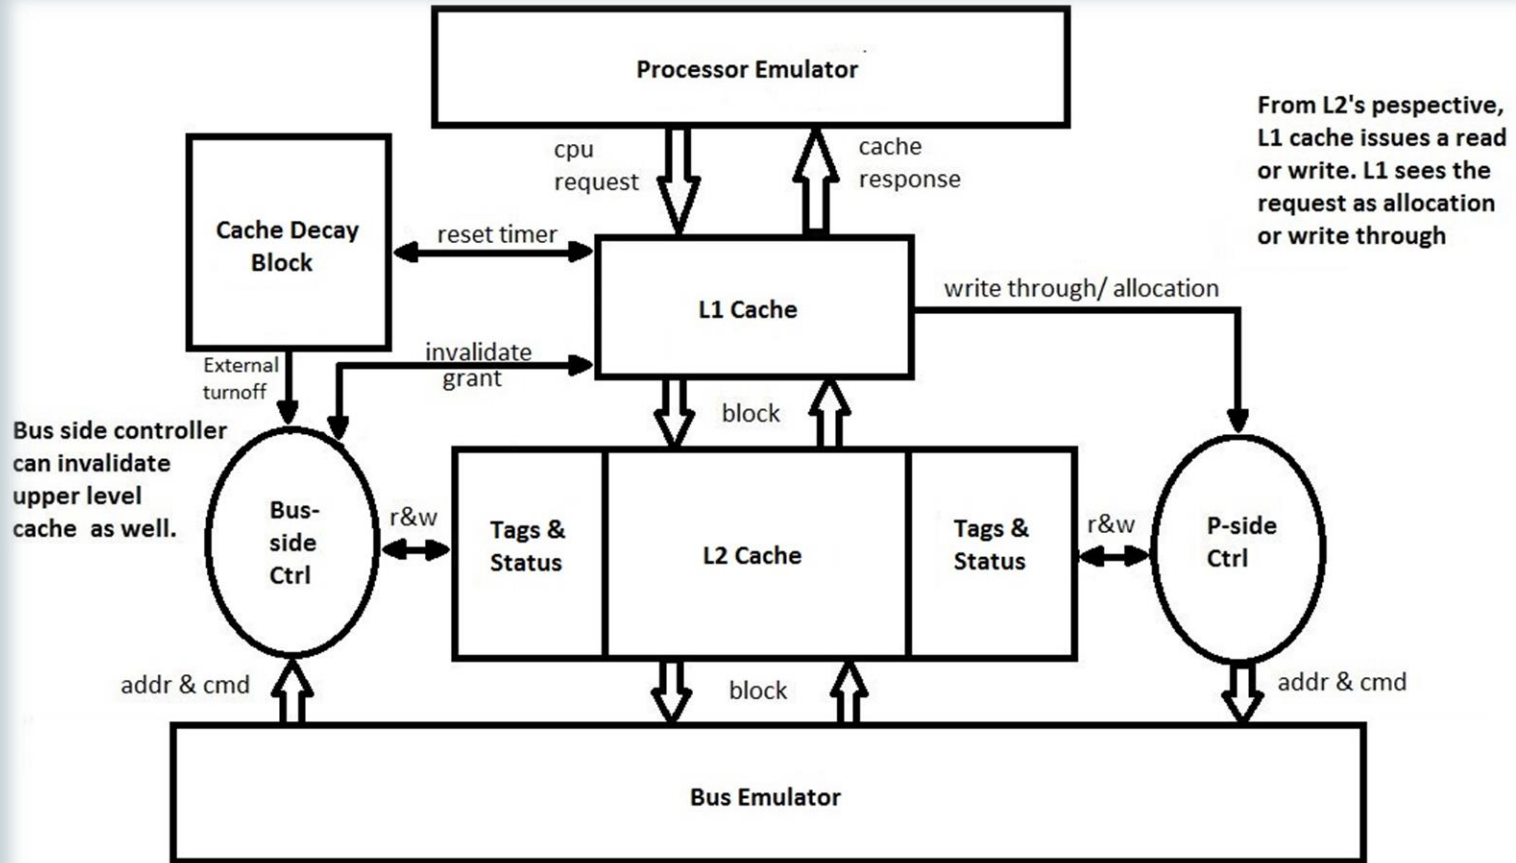 Processor Emulator
From L2's pespective,
L1 cache issues a read
or write. L1 sees the
request as allocation
or write through
cpu
request
cache
response
Cache Decay
Block
reset timer
L1 Cache
write through/ allocation
External
turnoff
invalidate
grant
block
Bus side controller
can invalidate
upper level
cache as well.
Bus-
side
Ctrl
r&w
Tags &
Status
L2 Cache
Tags &
Status
r&w
P-side
Ctrl
addr & cmd
block
addr & cmd
Bus Emulator